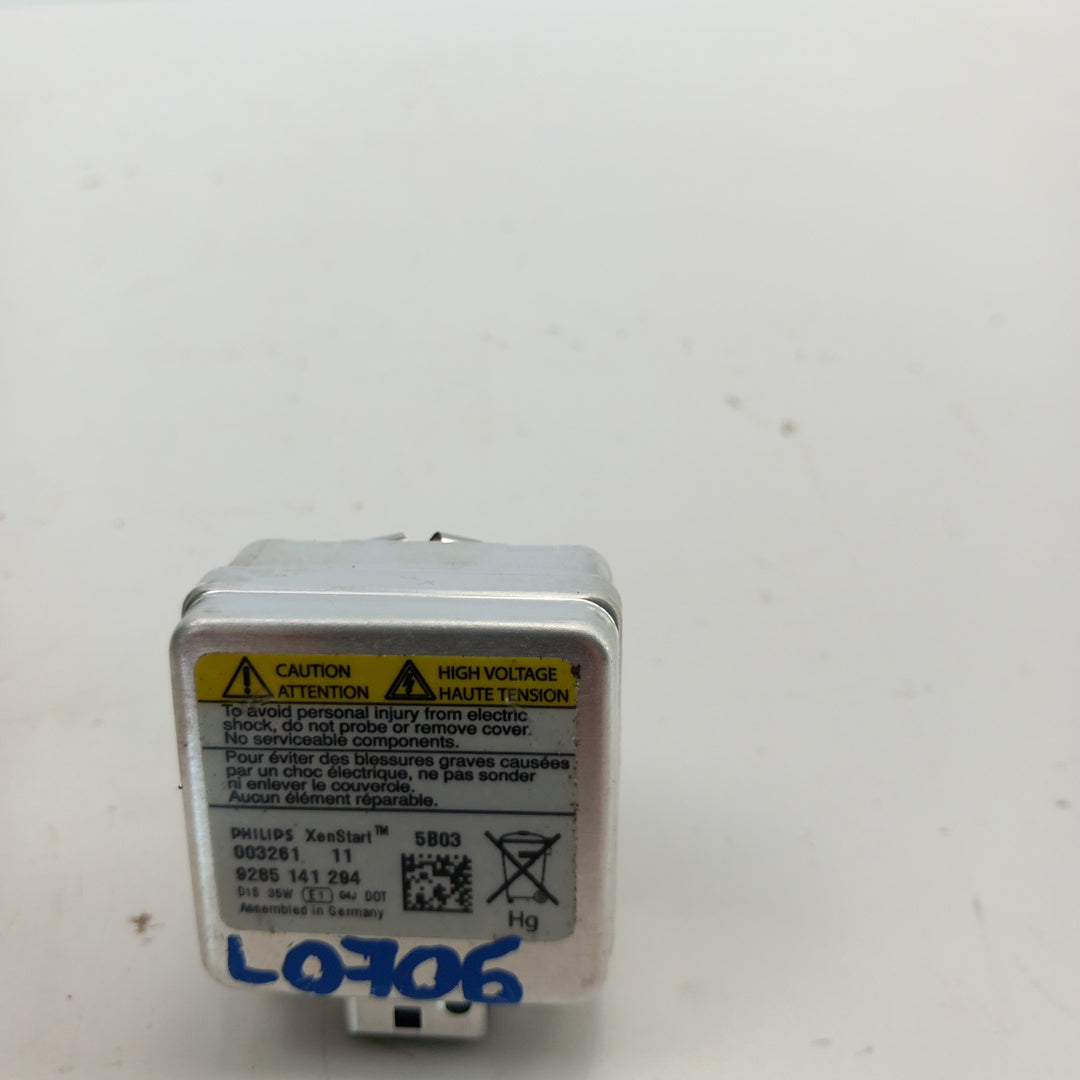 CAUTION
ATTENTION
HIGH VOLTAGE
HAUTE TENSION
To avoid personal injury from electric
shock, do not probe or remove cover.
No serviceable components.
Pour éviter des blessures graves causées
par un choc électrique, ne pas sonder
ni enlever le couvercle.
Aucun élément réparable.
PHILIPS XenStart™ 5B03
003261 11
9285 141 294
D1S 35W E1 04J DOT
Assembled in Germany
Hg
L0706